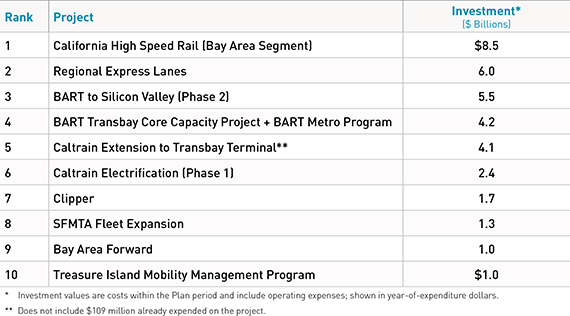 Rank Project Investment*
($ Billions)
1 California High Speed Rail (Bay Area Segment) $8.5
2 Regional Express Lanes 6.0
3 BART to Silicon Valley (Phase 2) 5.5
4 BART Transbay Core Capacity Project + BART Metro Program 4.2
5 Caltrain Extension to Transbay Terminal** 4.1
6 Caltrain Electrification (Phase 1) 2.4
7 Clipper 1.7
8 SFMTA Fleet Expansion 1.3
9 Bay Area Forward 1.0
10 Treasure Island Mobility Management Program $1.0
* Investment values are costs within the Plan period and include operating expenses; shown in year-of-expenditure dollars.
** Does not include $109 million already expended on the project.